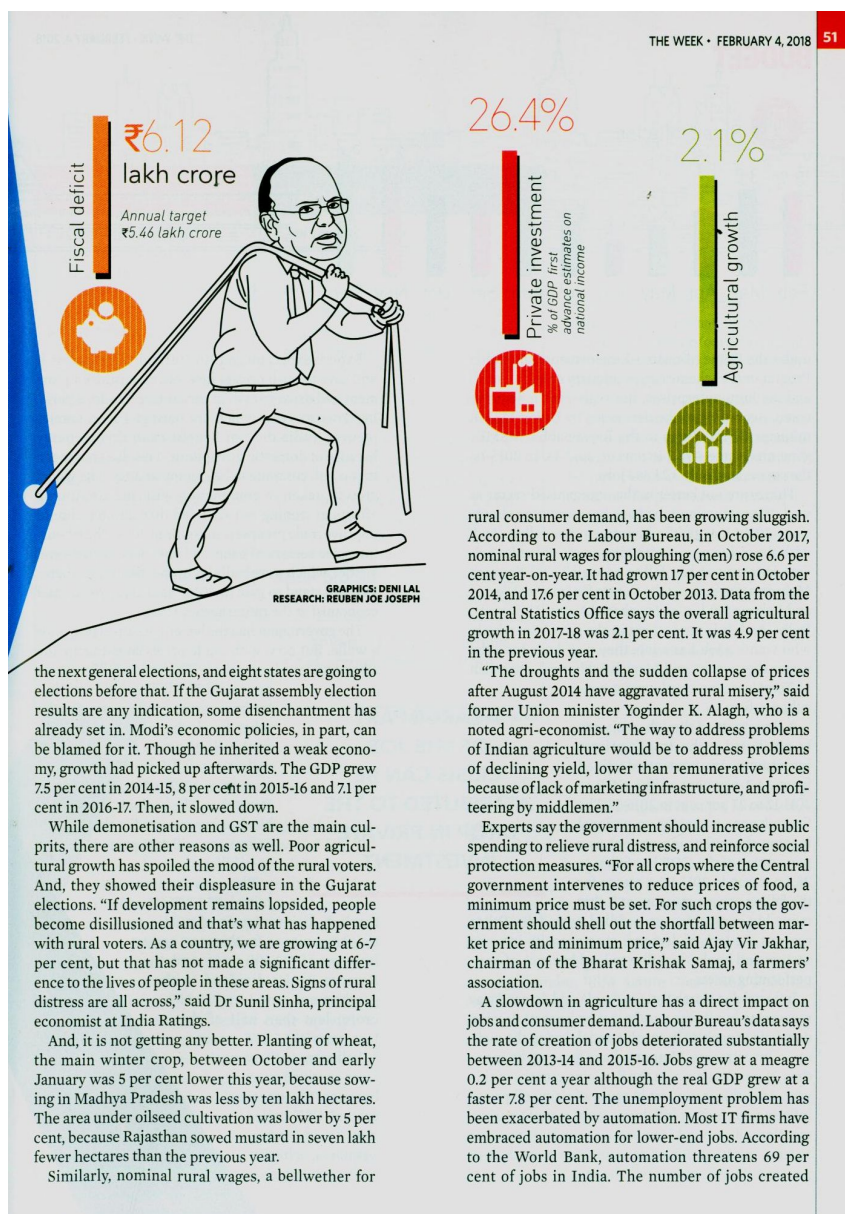 THE WEEK • FEBRUARY 4, 2018 51
Fiscal deficit
₹6.12
lakh crore
Annual target
₹5.46 lakh crore
26.4%
Private investment
% of GDP first
advance estimates on
national income
2.1%
Agricultural growth
GRAPHICS: DENI LAL
RESEARCH: REUBEN JOE JOSEPH
the next general elections, and eight states are going to
elections before that. If the Gujarat assembly election
results are any indication, some disenchantment has
already set in. Modi's economic policies, in part, can
be blamed for it. Though he inherited a weak econo-
my, growth had picked up afterwards. The GDP grew
7.5 per cent in 2014-15, 8 per cent in 2015-16 and 7.1 per
cent in 2016-17. Then, it slowed down.
While demonetisation and GST are the main cul-
prits, there are other reasons as well. Poor agricul-
tural growth has spoiled the mood of the rural voters.
And, they showed their displeasure in the Gujarat
elections. “If development remains lopsided, people
become disillusioned and that's what has happened
with rural voters. As a country, we are growing at 6-7
per cent, but that has not made a significant differ-
ence to the lives of people in these areas. Signs of rural
distress are all across,” said Dr Sunil Sinha, principal
economist at India Ratings.
And, it is not getting any better. Planting of wheat,
the main winter crop, between October and early
January was 5 per cent lower this year, because sow-
ing in Madhya Pradesh was less by ten lakh hectares.
The area under oilseed cultivation was lower by 5 per
cent, because Rajasthan sowed mustard in seven lakh
fewer hectares than the previous year.
Similarly, nominal rural wages, a bellwether for
rural consumer demand, has been growing sluggish.
According to the Labour Bureau, in October 2017,
nominal rural wages for ploughing (men) rose 6.6 per
cent year-on-year. It had grown 17 per cent in October
2014, and 17.6 per cent in October 2013. Data from the
Central Statistics Office says the overall agricultural
growth in 2017-18 was 2.1 per cent. It was 4.9 per cent
in the previous year.
“The droughts and the sudden collapse of prices
after August 2014 have aggravated rural misery,” said
former Union minister Yoginder K. Alagh, who is a
noted agri-economist. “The way to address problems
of Indian agriculture would be to address problems
of declining yield, lower than remunerative prices
because of lack of marketing infrastructure, and profi-
teering by middlemen.”
Experts say the government should increase public
spending to relieve rural distress, and reinforce social
protection measures. “For all crops where the Central
government intervenes to reduce prices of food, a
minimum price must be set. For such crops the gov-
ernment should shell out the shortfall between mar-
ket price and minimum price,” said Ajay Vir Jakhar,
chairman of the Bharat Krishak Samaj, a farmers'
association.
A slowdown in agriculture has a direct impact on
jobs and consumer demand. Labour Bureau's data says
the rate of creation of jobs deteriorated substantially
between 2013-14 and 2015-16. Jobs grew at a meagre
0.2 per cent a year although the real GDP grew at a
faster 7.8 per cent. The unemployment problem has
been exacerbated by automation. Most IT firms have
embraced automation for lower-end jobs. According
to the World Bank, automation threatens 69 per
cent of jobs in India. The number of jobs created